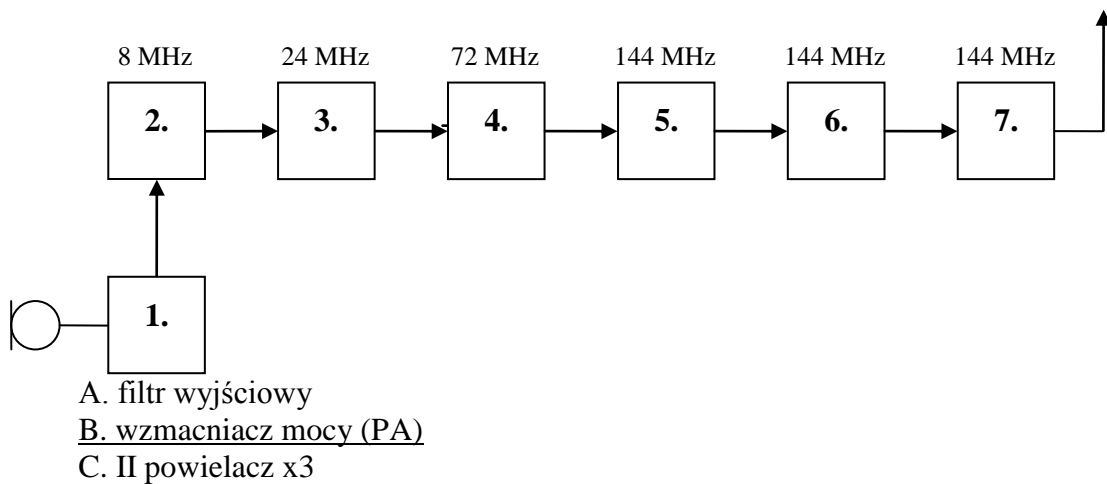 8 MHz 24 MHz 72 MHz 144 MHz 144 MHz 144 MHz
2. 3. 4. 5. 6. 7.
1.
A. filtr wyjściowy
B. wzmacniacz mocy (PA)
C. II powielacz x3